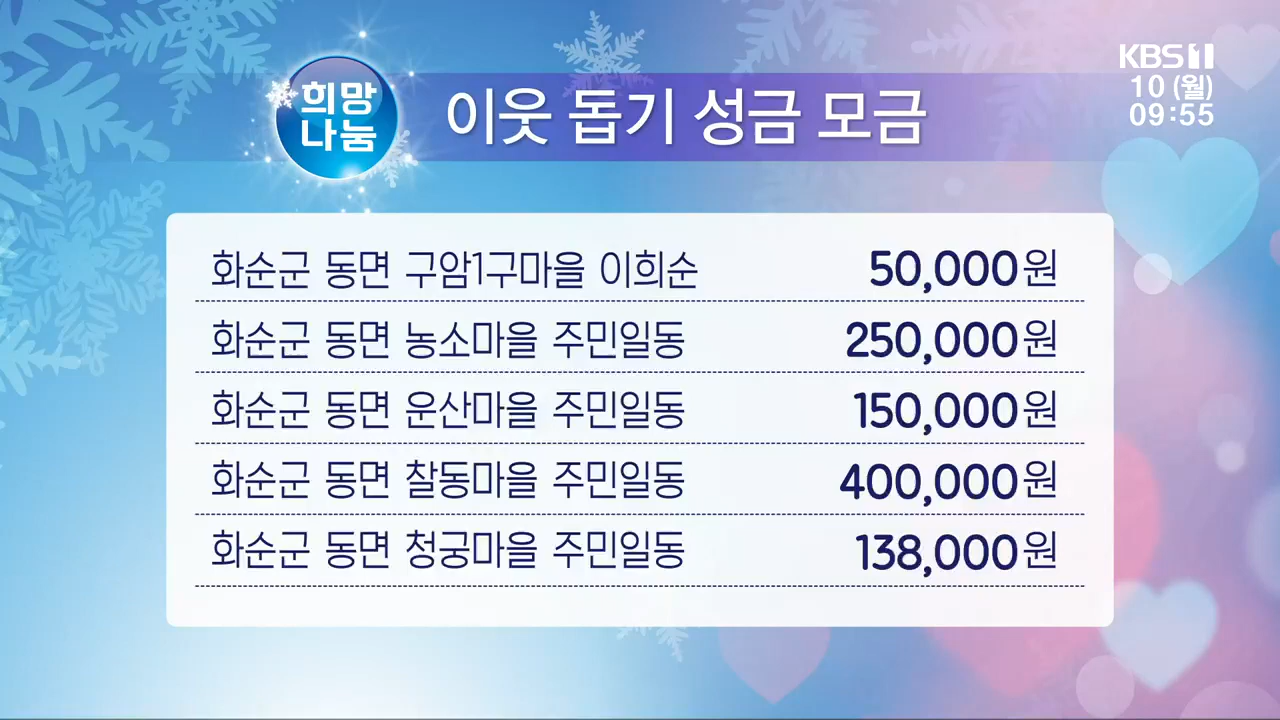 희망
나눔
이웃 돕기 성금 모금
KBS1
10 (월)
09:55
화순군 동면 구암1구마을 이희순 50,000원
화순군 동면 농소마을 주민일동 250,000원
화순군 동면 운산마을 주민일동 150,000원
화순군 동면 찰동마을 주민일동 400,000원
화순군 동면 청궁마을 주민일동 138,000원